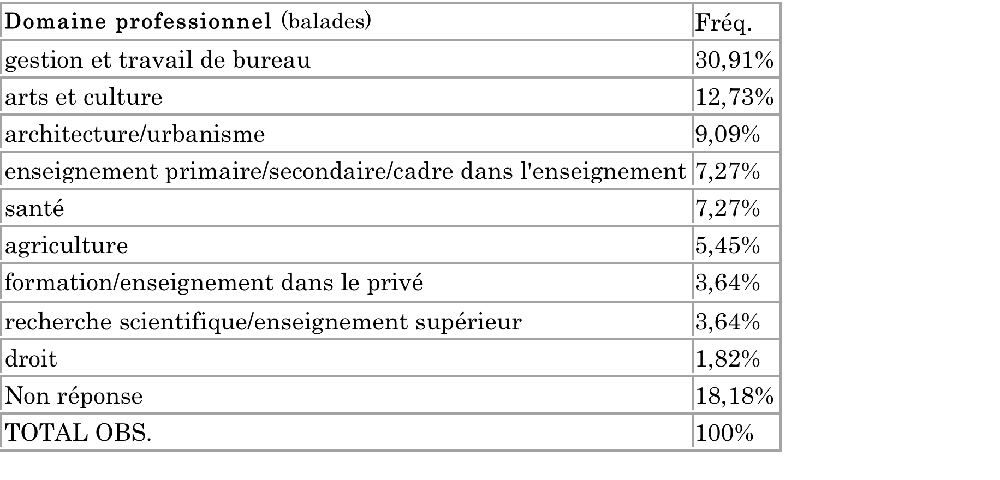 Domaine professionnel (balades) Fréq.
gestion et travail de bureau 30,91%
arts et culture 12,73%
architecture/urbanisme 9,09%
enseignement primaire/secondaire/cadre dans l'enseignement 7,27%
santé 7,27%
agriculture 5,45%
formation/enseignement dans le privé 3,64%
recherche scientifique/enseignement supérieur 3,64%
droit 1,82%
Non réponse 18,18%
TOTAL OBS. 100%